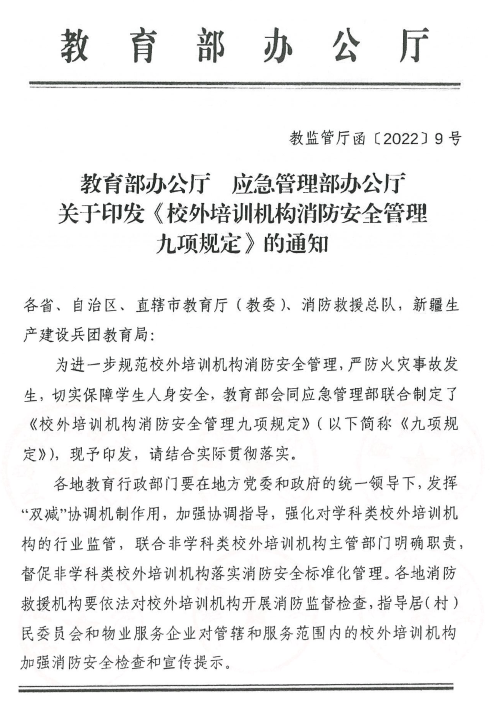 教育部办公厅
教监管厅函〔2022〕9号
教育部办公厅　应急管理部办公厅
关于印发《校外培训机构消防安全管理
九项规定》的通知
各省、自治区、直辖市教育厅（教委）、消防救援总队，新疆生
产建设兵团教育局：
为进一步规范校外培训机构消防安全管理，严防火灾事故发
生，切实保障学生人身安全，教育部会同应急管理部联合制定了
《校外培训机构消防安全管理九项规定》（以下简称《九项规
定》），现予印发，请结合实际贯彻落实。
各地教育行政部门要在地方党委和政府的统一领导下，发挥
“双减”协调机制作用，加强协调指导，强化对学科类校外培训机
构的行业监管，联合非学科类校外培训机构主管部门明确职责，
督促非学科类校外培训机构落实消防安全标准化管理。各地消防
救援机构要依法对校外培训机构开展消防监督检查，指导居（村）
民委员会和物业服务企业对管辖和服务范围内的校外培训机构
加强消防安全检查和宣传提示。